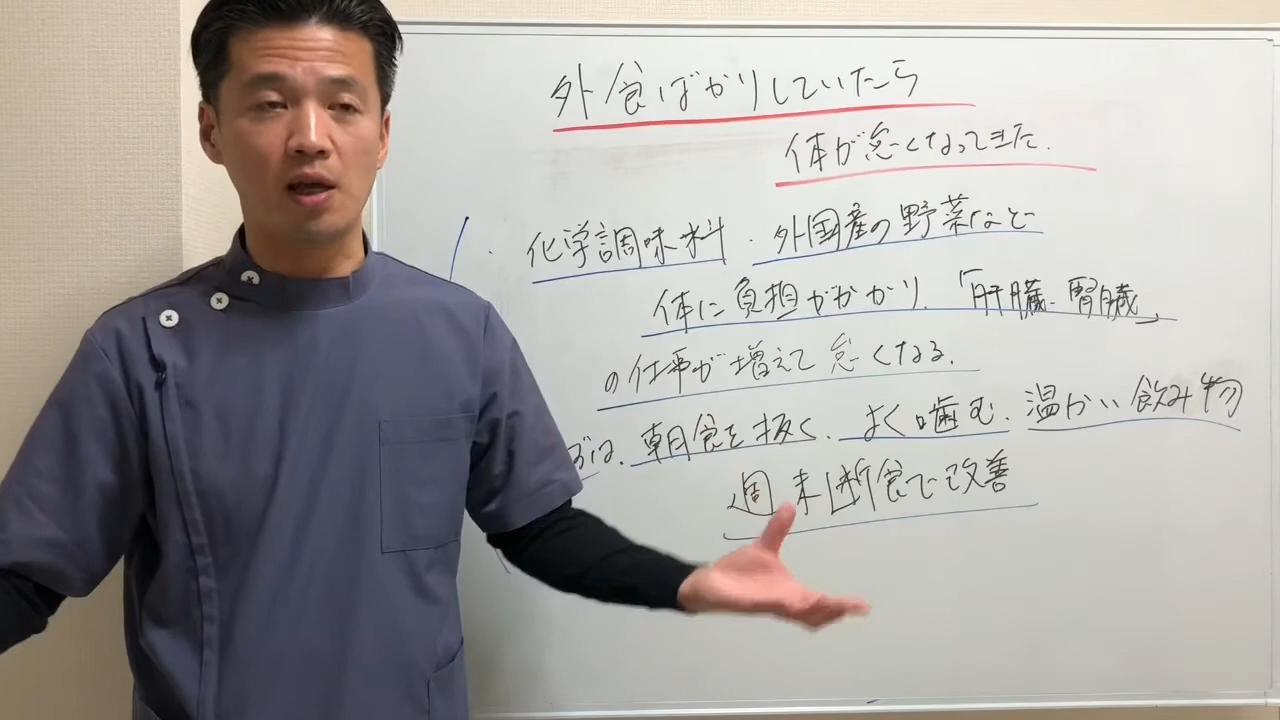 外食ばかりしていたら
体が怠くなってきた.
・化学調味料・外国産の野菜など
体に負担がかかり、「肝臓・腎臓」
の仕事が増えて怠くなる.
ずは、朝食を抜く、よく噛む、温かい飲み物
週末断食で改善